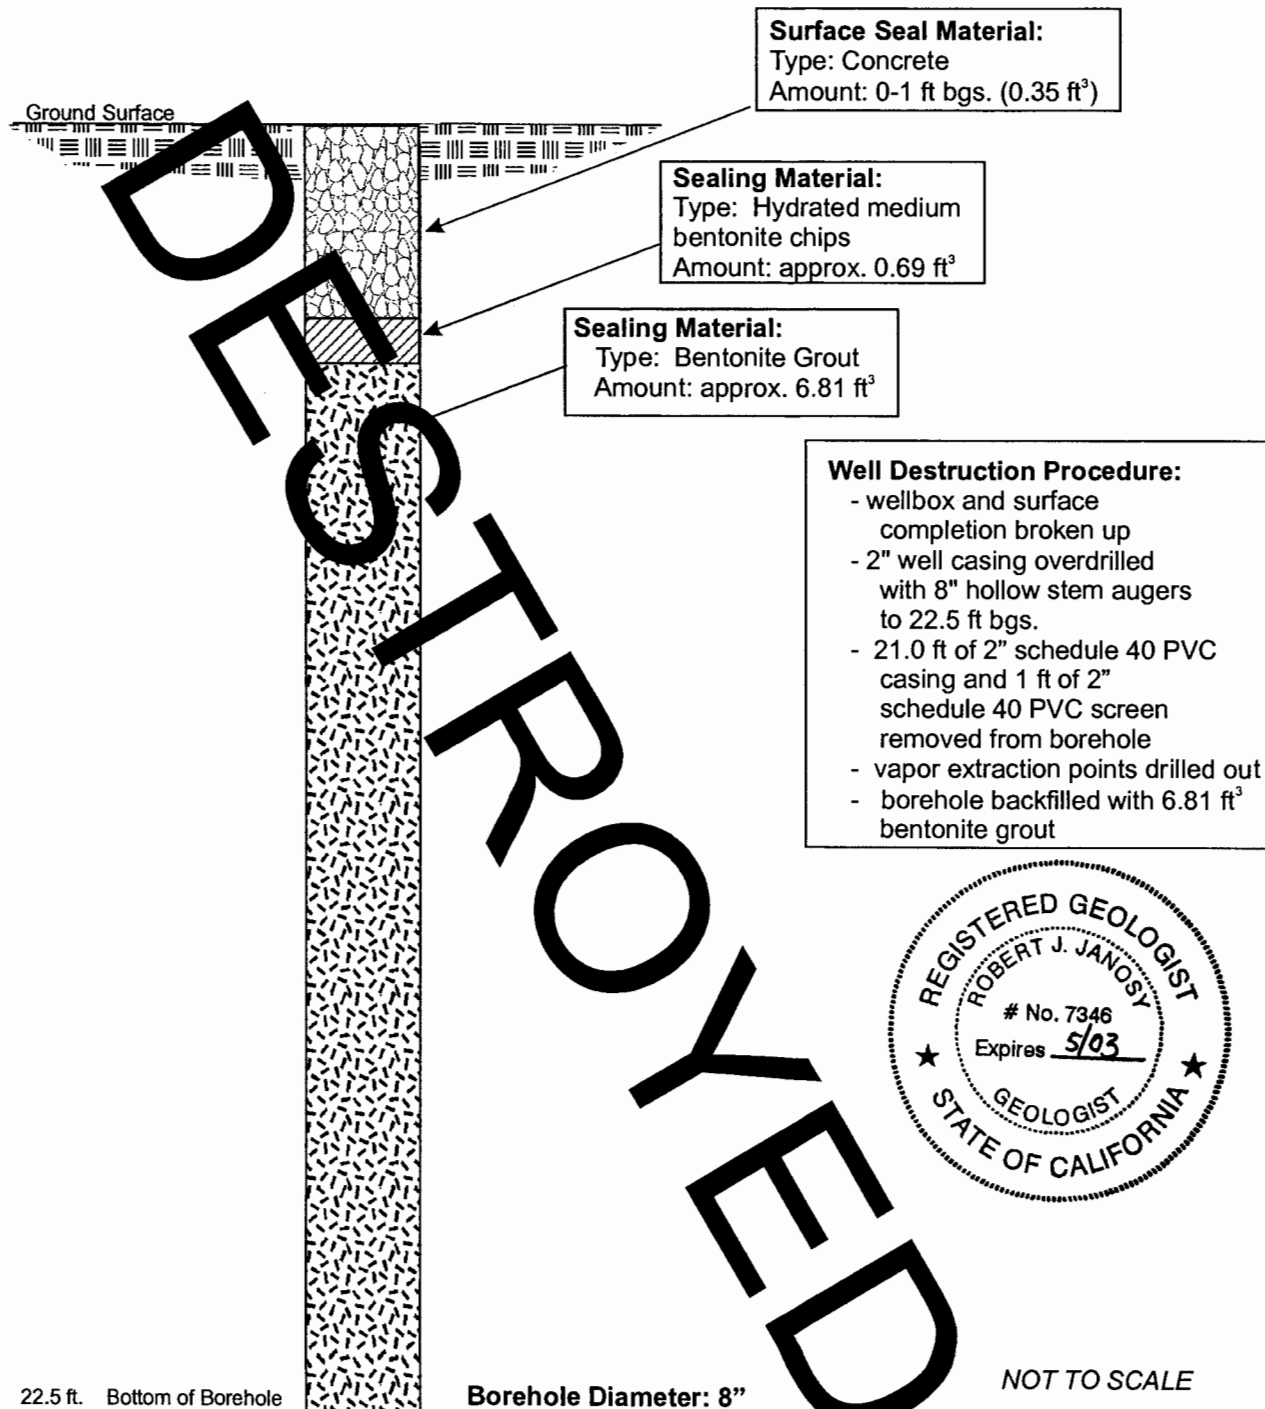 Surface Seal Material:
Type: Concrete
Amount: 0-1 ft bgs. (0.35 ft³)
Ground Surface
Sealing Material:
Type: Hydrated medium
bentonite chips
Amount: approx. 0.69 ft³
Sealing Material:
Type: Bentonite Grout
Amount: approx. 6.81 ft³
DESTROYED
Well Destruction Procedure:
- wellbox and surface
completion broken up
- 2" well casing overdrilled
with 8" hollow stem augers
to 22.5 ft bgs.
- 21.0 ft of 2" schedule 40 PVC
casing and 1 ft of 2"
schedule 40 PVC screen
removed from borehole
- vapor extraction points drilled out
- borehole backfilled with 6.81 ft³
bentonite grout
REGISTERED GEOLOGIST
ROBERT J. JANOSY
# No. 7346
Expires 5/03
GEOLOGIST
STATE OF CALIFORNIA
22.5 ft. Bottom of Borehole
Borehole Diameter: 8"
NOT TO SCALE